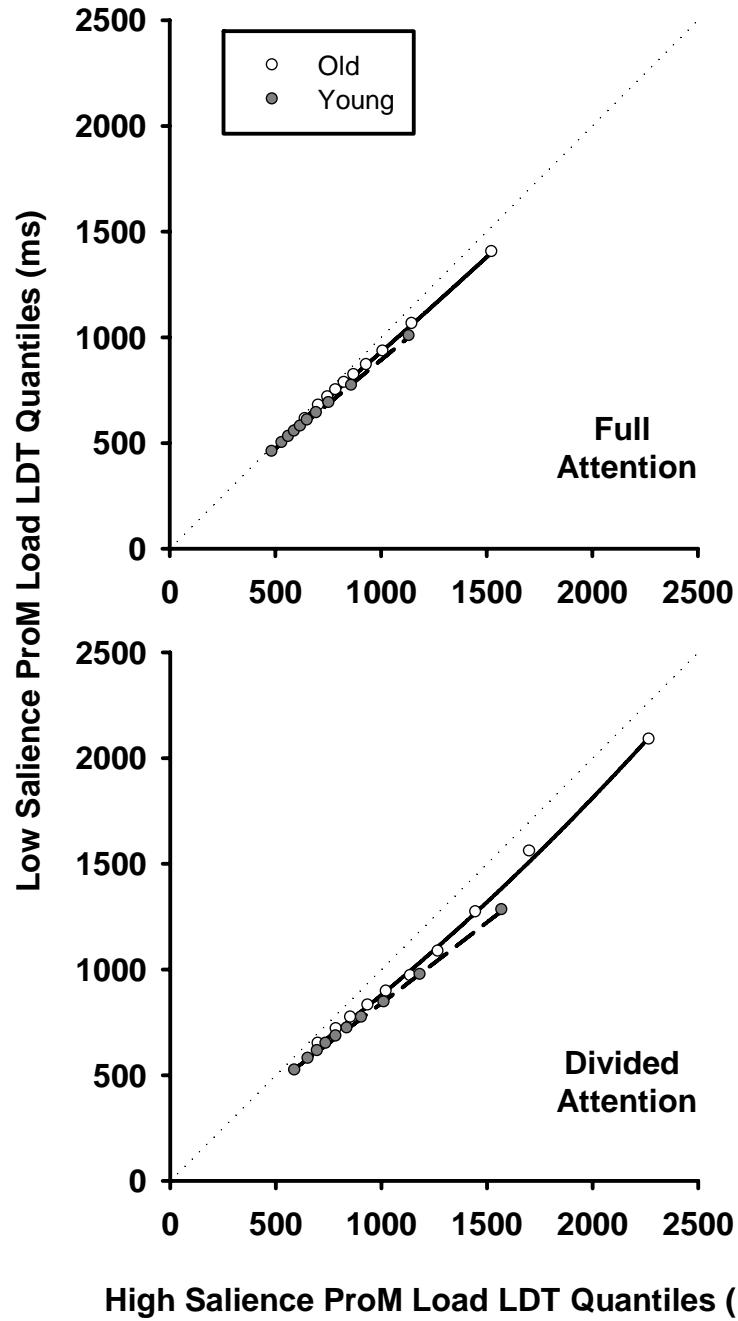 2500
2000
1500
1000
500
0
Old
Young
Full
Attention
0 500 1000 1500 2000 2500
Low Salience ProM Load LDT Quantiles (ms)
2500
2000
1500
1000
500
0
Divided
Attention
0 500 1000 1500 2000 2500
High Salience ProM Load LDT Quantiles (